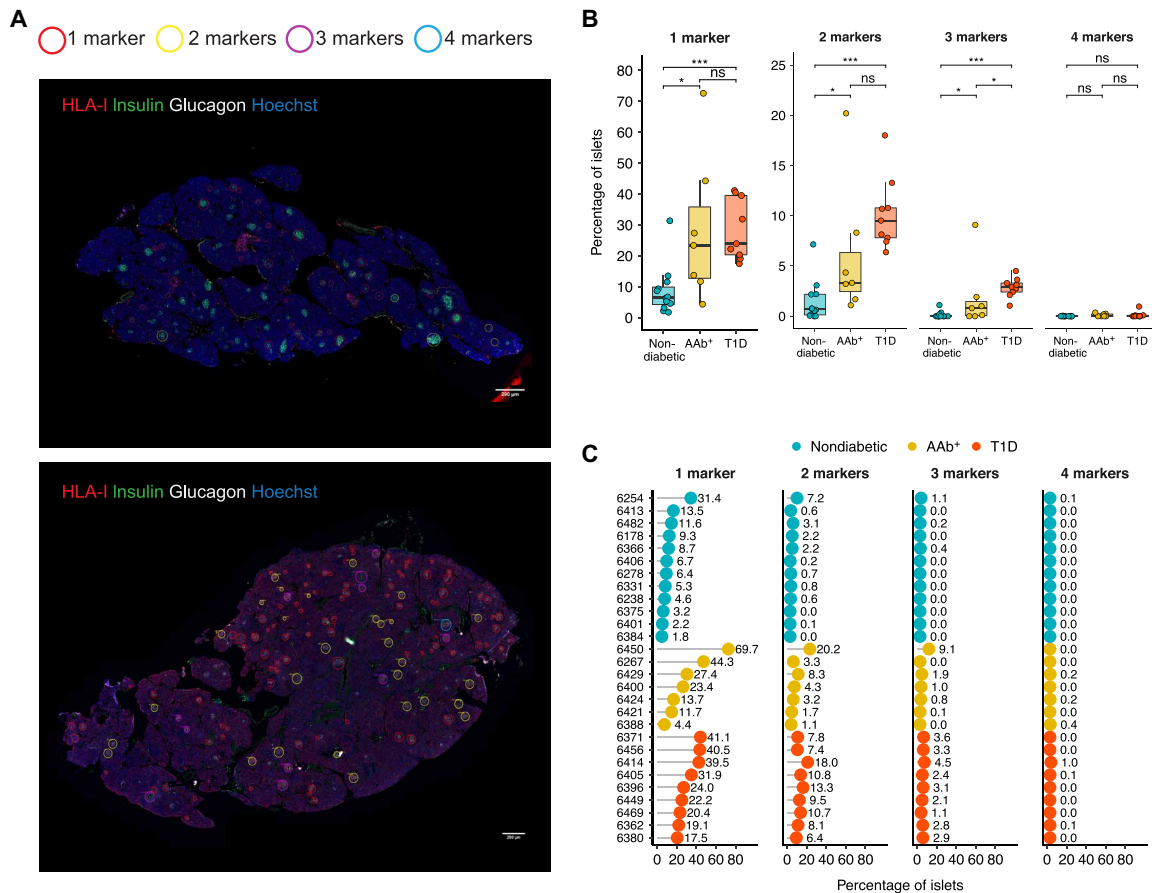 A
1 marker 2 markers 3 markers 4 markers
HLA-I Insulin Glucagon Hoechst
290 µm
HLA-I Insulin Glucagon Hoechst
B
1 marker 2 markers 3 markers 4 markers
Percentage of islets
80
70
60
50
40
30
20
10
0
*** * ns
25
20
15
10
5
0
*** * ns
*** * *
ns ns ns
Non-diabetic AAb⁺ T1D
Non-diabetic AAb⁺ T1D
Non-diabetic AAb⁺ T1D
Non-diabetic AAb⁺ T1D
C
Nondiabetic AAb⁺ T1D
1 marker 2 markers 3 markers 4 markers
6254 31.4 7.2 1.1 0.1
6413 13.5 0.6 0.0 0.0
6482 11.6 3.1 0.2 0.0
6178 9.3 2.2 0.0 0.0
6366 8.7 2.2 0.4 0.0
6406 6.7 0.2 0.0 0.0
6278 6.4 0.7 0.0 0.0
6331 5.3 0.8 0.0 0.0
6238 4.6 0.6 0.0 0.0
6375 3.2 0.0 0.0 0.0
6401 2.2 0.1 0.0 0.0
6384 1.8 0.0 0.0 0.0
6450 69.7 20.2 9.1 0.0
6267 44.3 3.3 0.0 0.0
6429 27.4 8.3 1.9 0.2
6400 23.4 4.3 1.0 0.0
6424 13.7 3.2 0.8 0.2
6421 11.7 1.7 0.1 0.0
6388 4.4 1.1 0.0 0.4
6371 41.1 7.8 3.6 0.0
6456 40.5 7.4 3.3 0.0
6414 39.5 18.0 4.5 1.0
6405 31.9 10.8 2.4 0.1
6396 24.0 13.3 3.1 0.0
6449 22.2 9.5 2.1 0.0
6469 20.4 10.7 1.1 0.0
6362 19.1 8.1 2.8 0.1
6380 17.5 6.4 2.9 0.0
0 20 40 60 80 0 20 40 60 80 0 20 40 60 80 0 20 40 60 80
Percentage of islets